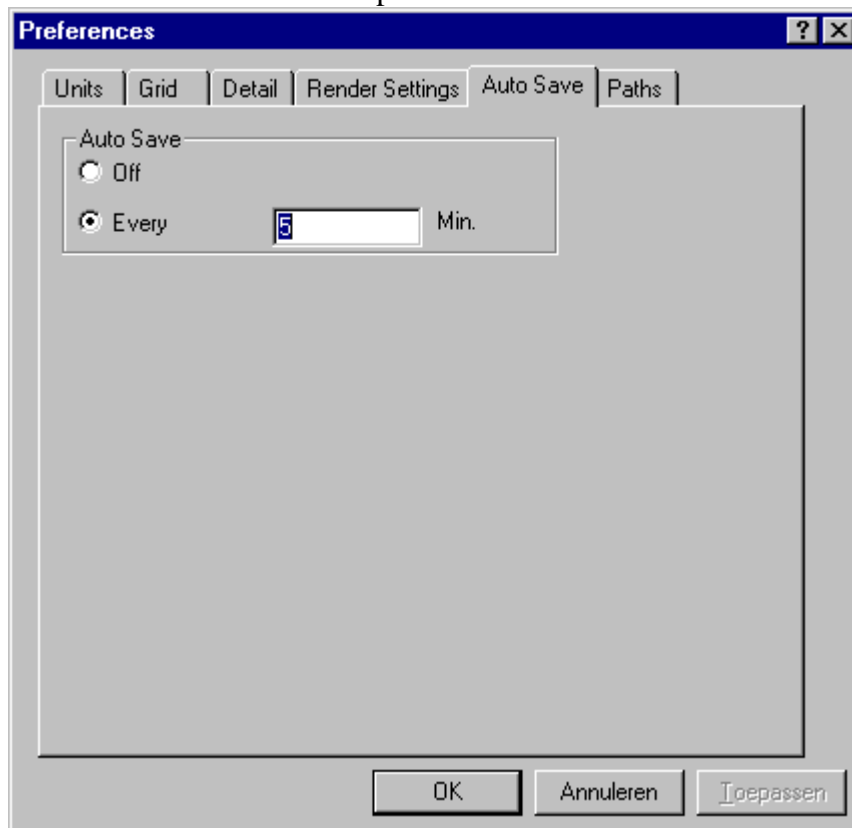 Preferences
Units Grid Detail Render Settings Auto Save Paths
Auto Save
Off
Every 5 Min.
OK Annuleren Toepassen